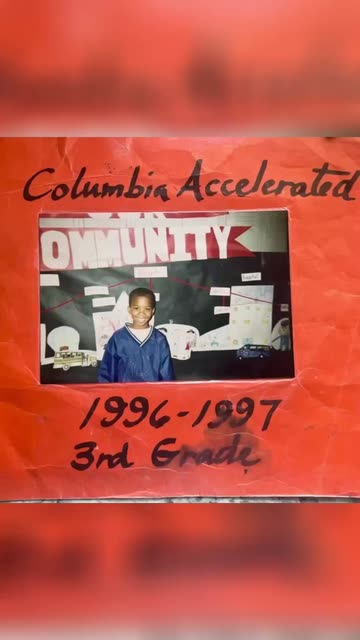 Columbia Accelerated
OMMUNITY
1996-1997
3rd Grade